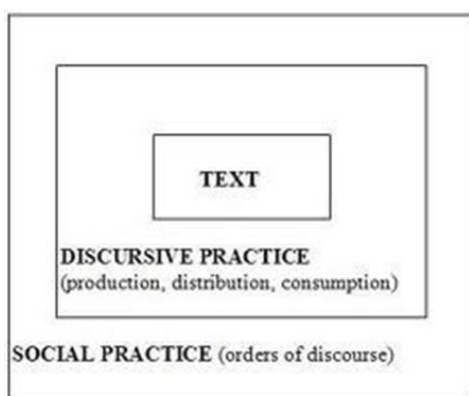 TEXT
DISCURSIVE PRACTICE
(production, distribution, consumption)
SOCIAL PRACTICE (orders of discourse)